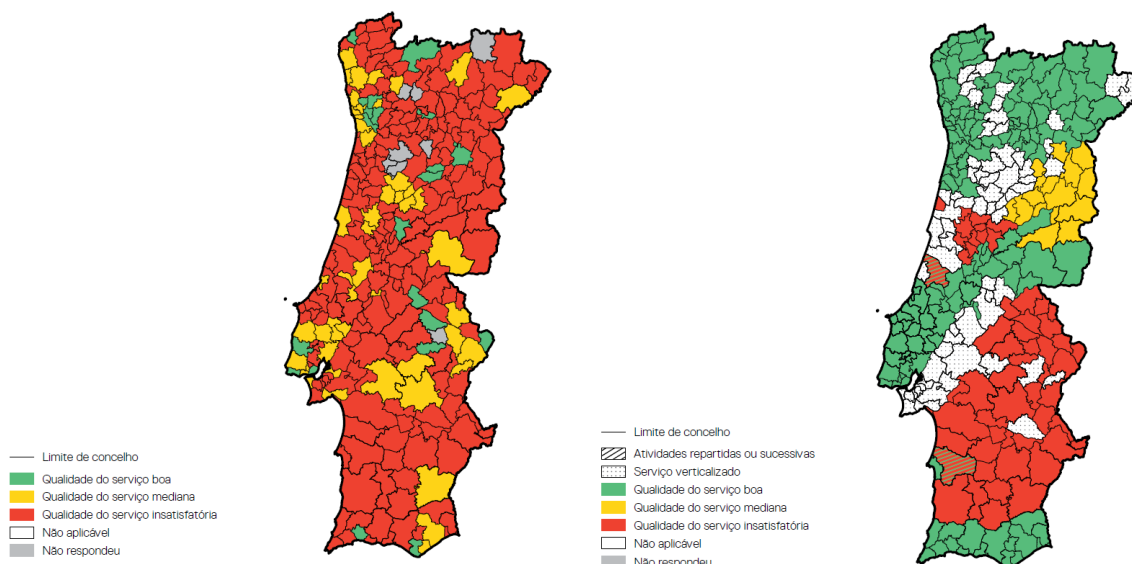 Limite de concelho
Qualidade do serviço boa
Qualidade do serviço mediana
Qualidade do serviço insatisfatória
Não aplicável
Não respondeu
Limite de concelho
Atividades repartidas ou sucessivas
Serviço verticalizado
Qualidade do serviço boa
Qualidade do serviço mediana
Qualidade do serviço insatisfatória
Não aplicável
Não respondeu